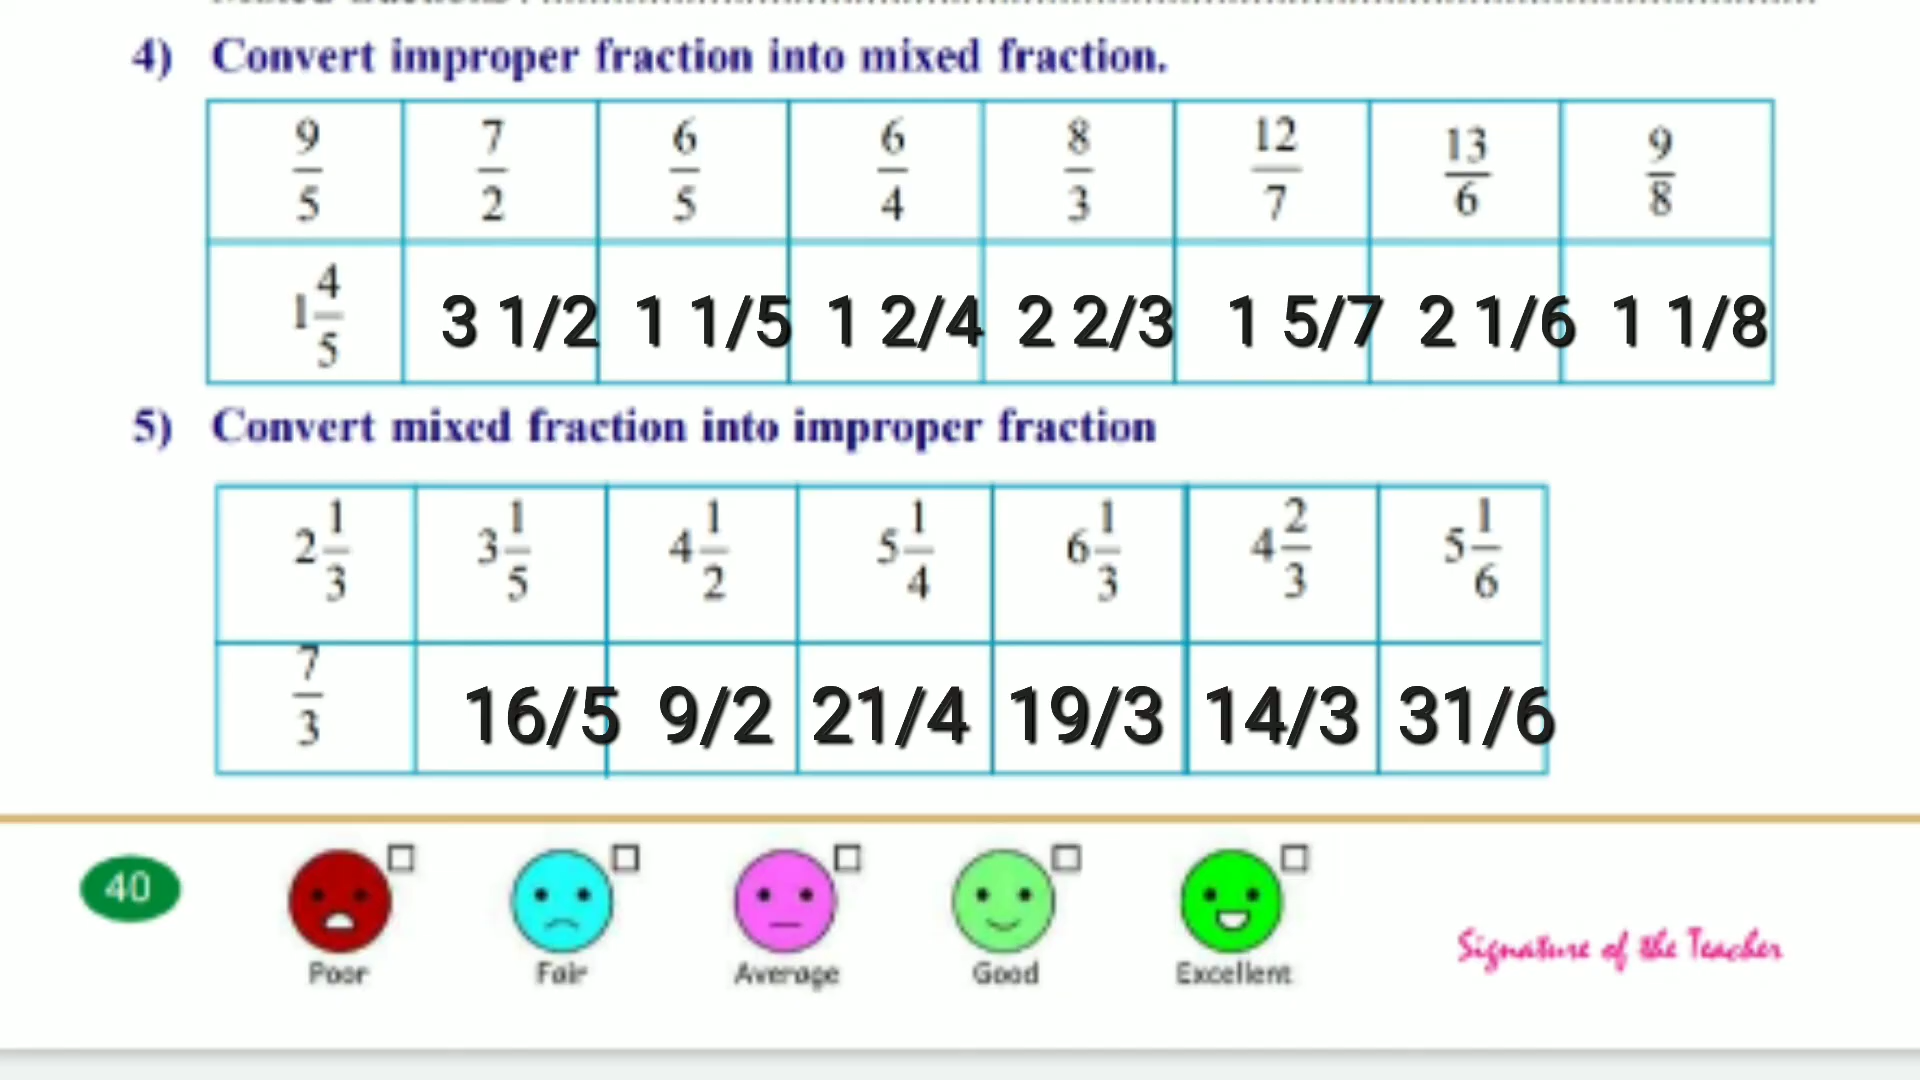 4) Convert improper fraction into mixed fraction.
9/5 7/2 6/5 6/4 8/3 12/7 13/6 9/8
1 4/5 3 1/2 1 1/5 1 2/4 2 2/3 1 5/7 2 1/6 1 1/8
5) Convert mixed fraction into improper fraction
2 1/3 3 1/5 4 1/2 5 1/4 6 1/3 4 2/3 5 1/6
7/3 16/5 9/2 21/4 19/3 14/3 31/6
40
Poor Fair Average Good Excellent
Signature of the Teacher